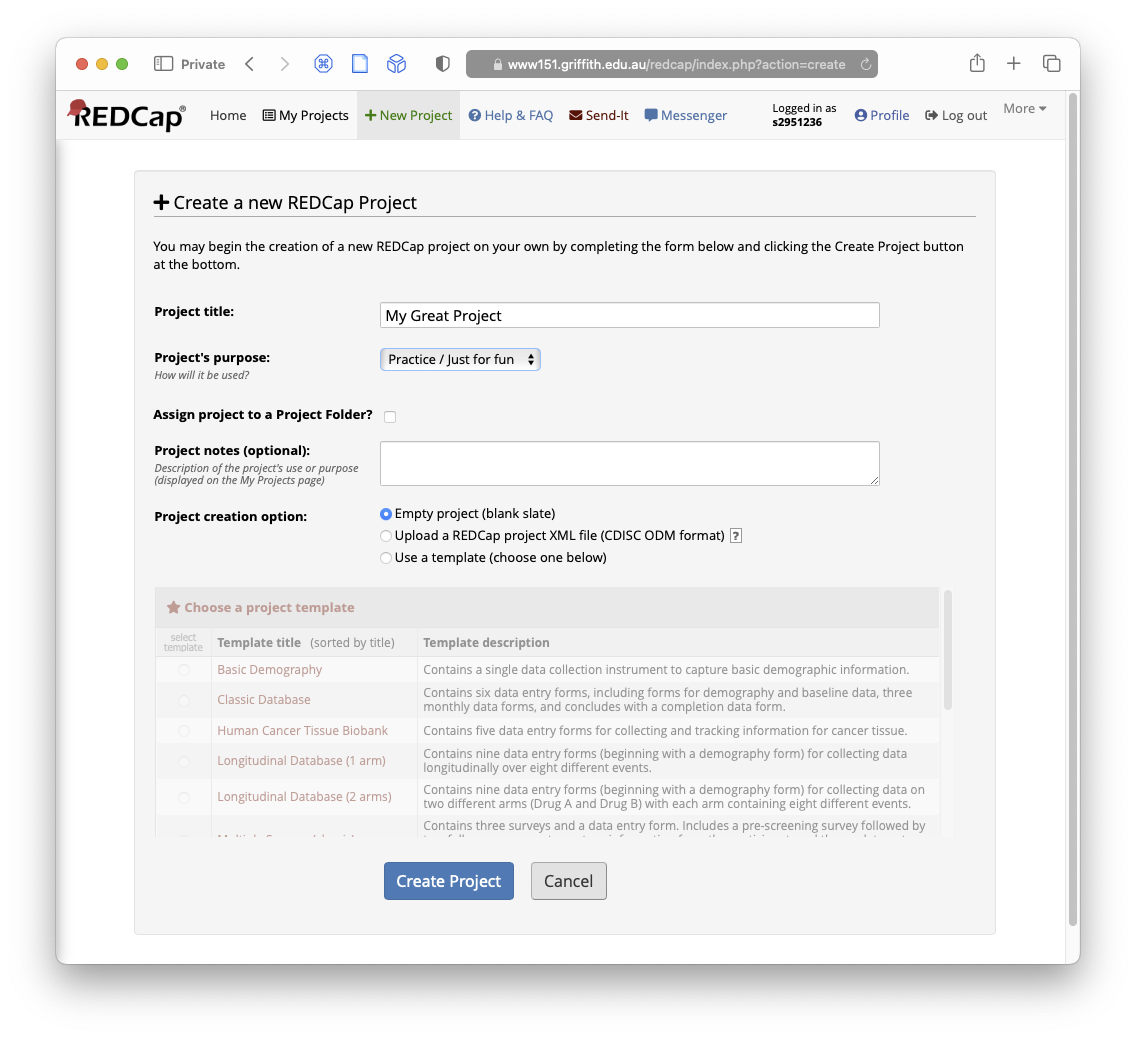 Private
www151.griffith.edu.au/redcap/index.php?action=create
REDCap®
Home
My Projects
New Project
Help & FAQ
Send-It
Messenger
Logged in as
s2951236
Profile
Log out
More
Create a new REDCap Project
You may begin the creation of a new REDCap project on your own by completing the form below and clicking the Create Project button
at the bottom.
Project title:
My Great Project
Project's purpose:
How will it be used?
Practice / Just for fun
Assign project to a Project Folder?
Project notes (optional):
Description of the project's use or purpose
(displayed on the My Projects page)
Project creation option:
Empty project (blank slate)
Upload a REDCap project XML file (CDISC ODM format) ?
Use a template (choose one below)
Choose a project template
select
template
Template title (sorted by title)
Template description
Basic Demography
Contains a single data collection instrument to capture basic demographic information.
Classic Database
Contains six data entry forms, including forms for demography and baseline data, three
monthly data forms, and concludes with a completion data form.
Human Cancer Tissue Biobank
Contains five data entry forms for collecting and tracking information for cancer tissue.
Longitudinal Database (1 arm)
Contains nine data entry forms (beginning with a demography form) for collecting data
longitudinally over eight different events.
Longitudinal Database (2 arms)
Contains nine data entry forms (beginning with a demography form) for collecting data on
two different arms (Drug A and Drug B) with each arm containing eight different events.
Contains three surveys and a data entry form. Includes a pre-screening survey followed by
Create Project
Cancel